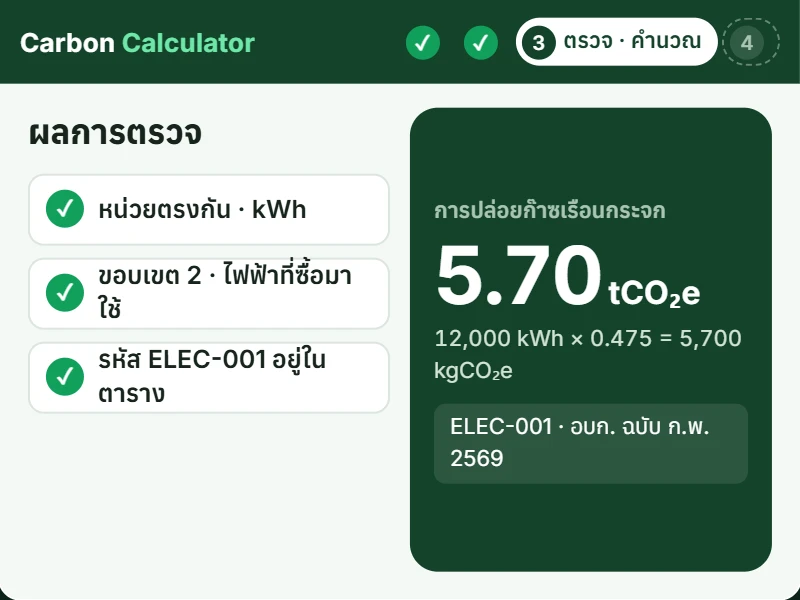 Carbon Calculator
3 ตรวจ · คำนวณ
4
ผลการตรวจ
หน่วยตรงกัน · kWh
ขอบเขต 2 · ไฟฟ้าที่ซื้อมา
ใช้
รหัส ELEC-001 อยู่ใน
ตาราง
การปล่อยก๊าซเรือนกระจก
5.70 tCO₂e
12,000 kWh × 0.475 = 5,700
kgCO₂e
ELEC-001 · อบก. ฉบับ ก.พ.
2569